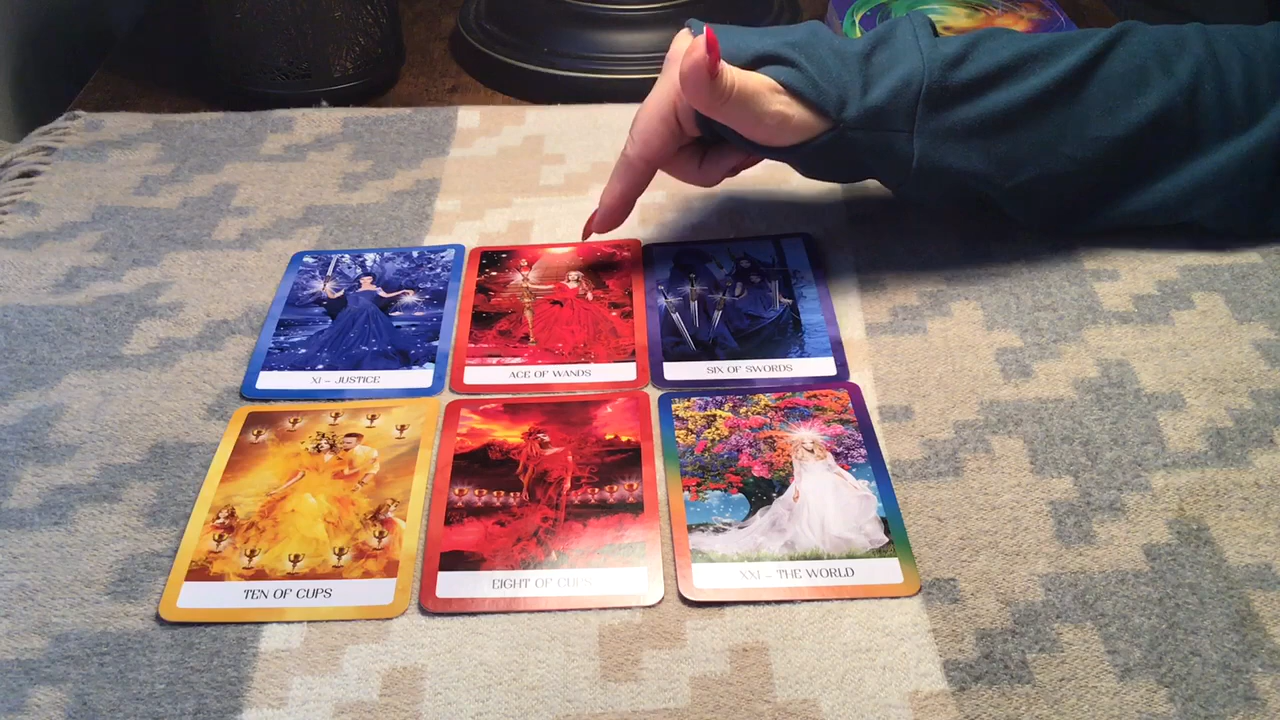 XI – JUSTICE
ACE OF WANDS
SIX OF SWORDS
TEN OF CUPS
EIGHT OF CUPS
XXI – THE WORLD